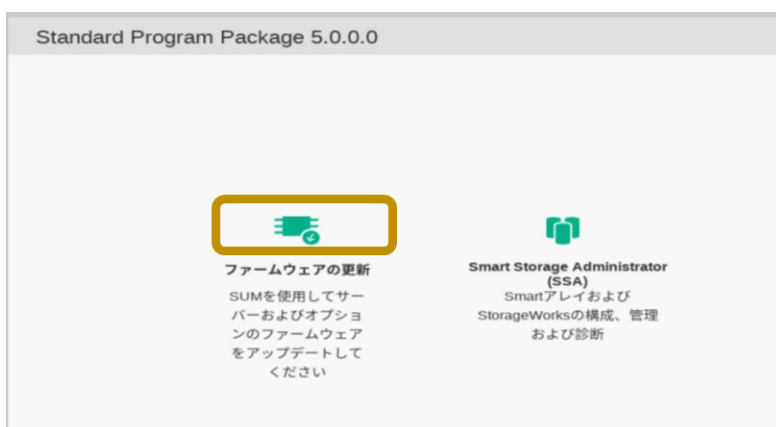 Standard Program Package 5.0.0.0
ファームウェアの更新
SUMを使用してサー
バーおよびオプショ
ンのファームウェア
をアップデートして
ください
Smart Storage Administrator
(SSA)
Smartアレイおよび
StorageWorksの構成、管理
および診断